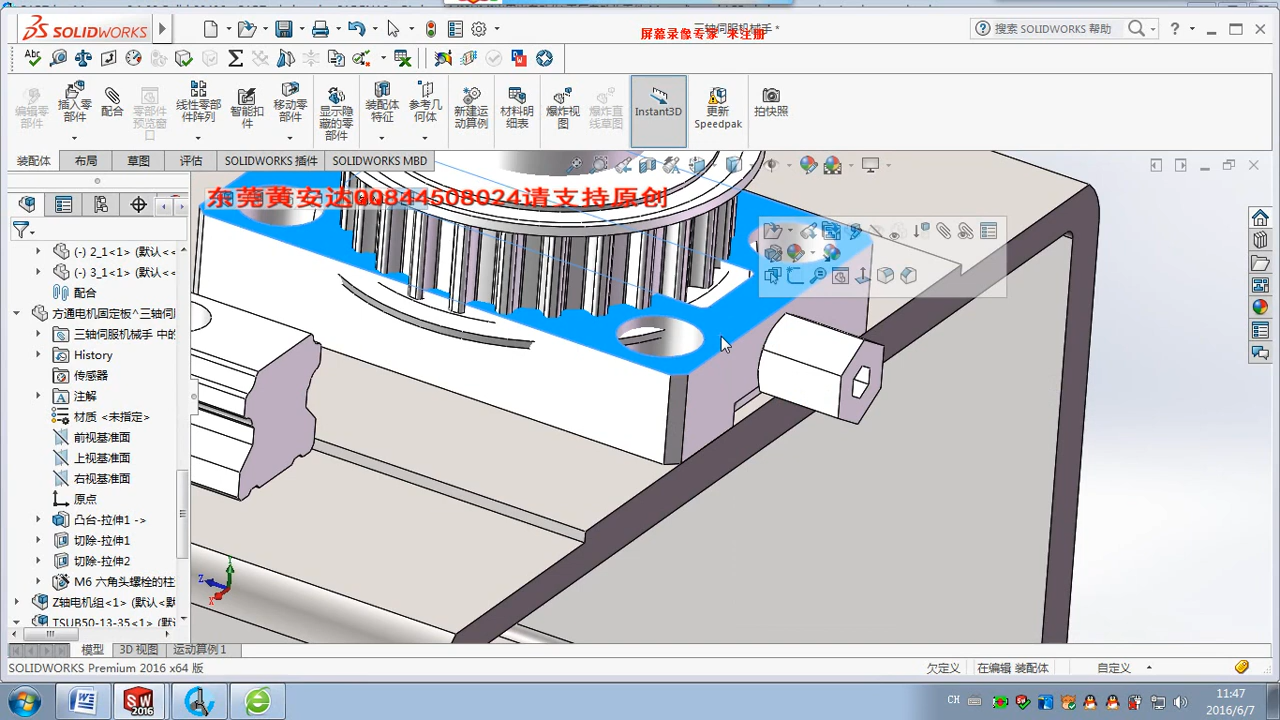 SOLIDWORKS
三轴伺服机械手 *
屏幕录像专家 未注册
搜索 SOLIDWORKS 帮助
编辑零部件
插入零部件
配合
零部件预览窗口
线性零部件阵列
智能扣件
移动零部件
显示隐藏的零部件
装配体特征
参考几何体
新建运动算例
材料明细表
爆炸视图
爆炸直线草图
Instant3D
更新 Speedpak
拍快照
装配体
布局
草图
评估
SOLIDWORKS 插件
SOLIDWORKS MBD
东莞黄安达00844508024请支持原创
(-) 2_1<1> (默认<
(-) 3_1<1> (默认<
配合
方通电机固定板^三轴伺服
三轴伺服机械手 中的
History
传感器
注解
材质 <未指定>
前视基准面
上视基准面
右视基准面
原点
凸台-拉伸1 ->
切除-拉伸1
切除-拉伸2
M6 六角头螺栓的柱
Z轴电机组<1> (默认<默
TSUB50-13-35<1> (默
Y
Z
X
模型
3D 视图
运动算例 1
SOLIDWORKS Premium 2016 x64 版
欠定义
在编辑 装配体
自定义
SW
2016
CH
11:47
2016/6/7